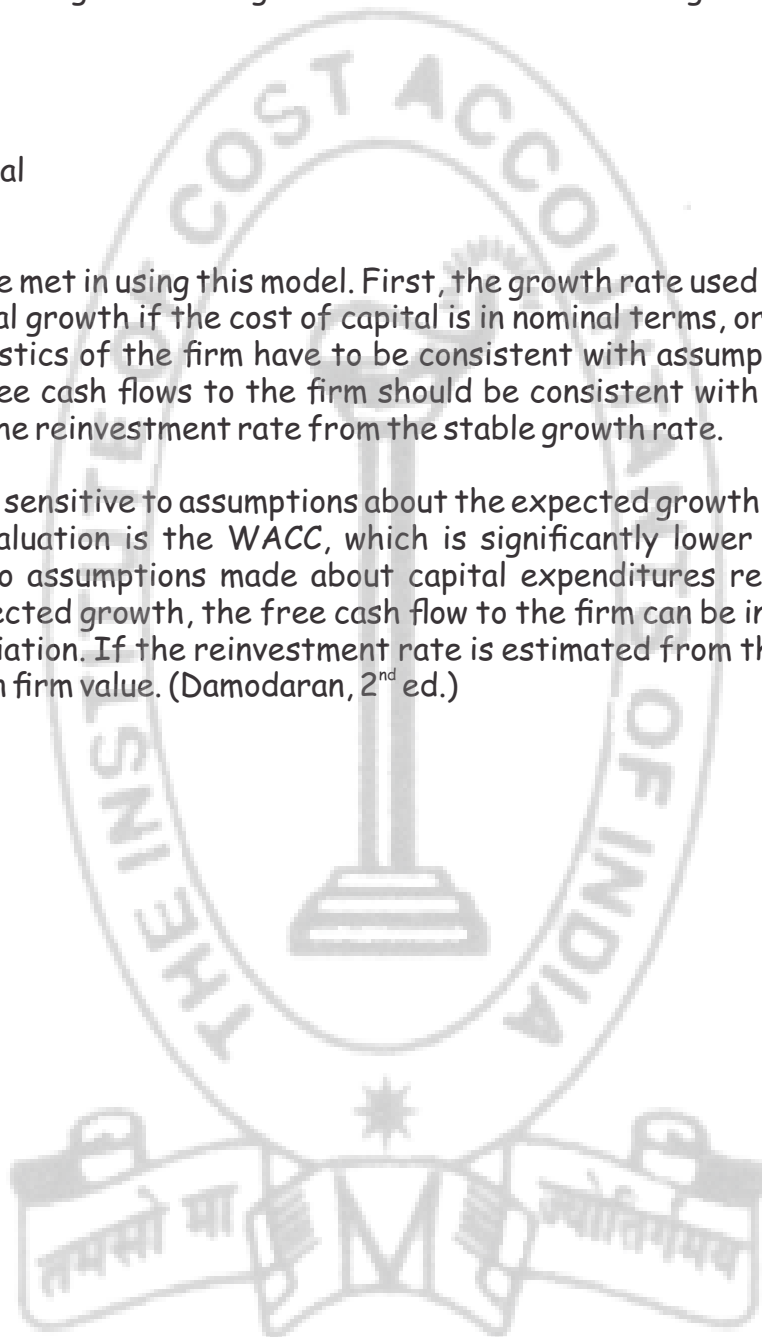 al
e met in using this model. First, the growth rate used
al growth if the cost of capital is in nominal terms, or
stics of the firm have to be consistent with assump
ee cash flows to the firm should be consistent with
he reinvestment rate from the stable growth rate.
sensitive to assumptions about the expected growth
aluation is the WACC, which is significantly lower
o assumptions made about capital expenditures re
ected growth, the free cash flow to the firm can be in
iation. If the reinvestment rate is estimated from th
n firm value. (Damodaran, 2nd ed.)
THE INSTITUTE OF COST ACCOUNTANTS OF INDIA
तमसो मा ज्योतिर्गमय